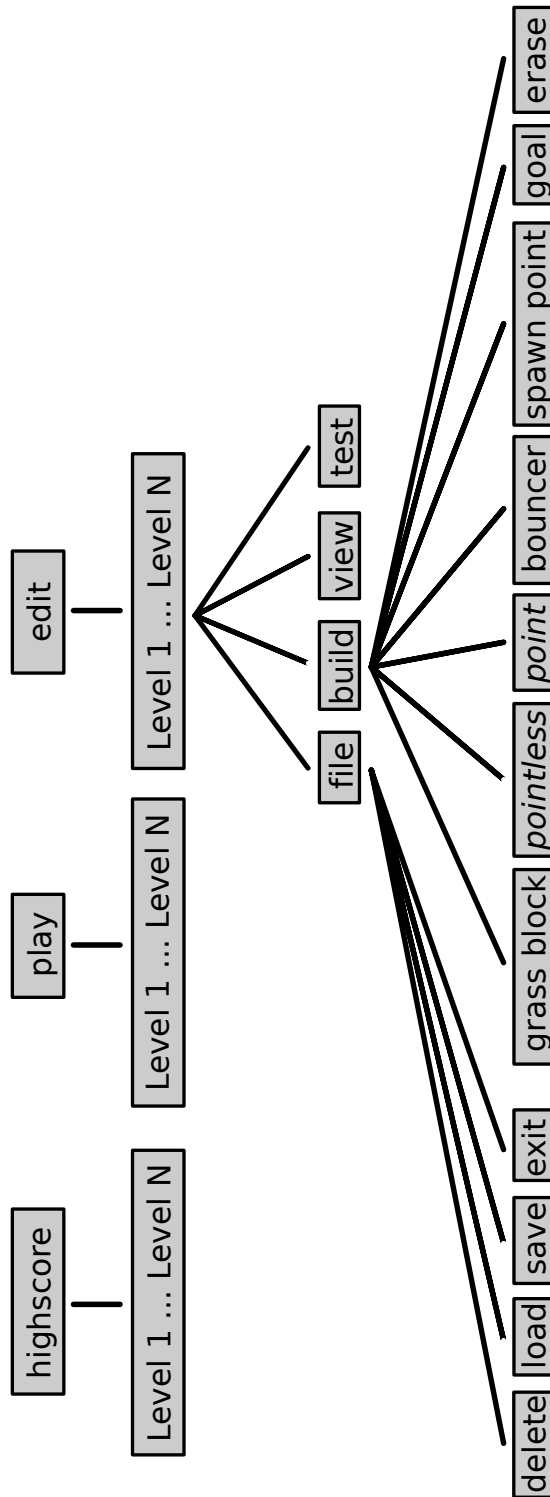 highscore
play
edit
Level 1 ... Level N
Level 1 ... Level N
Level 1 ... Level N
file
build
view
test
delete
load
save
exit
grass block
pointless
point
bouncer
spawn point
goal
erase